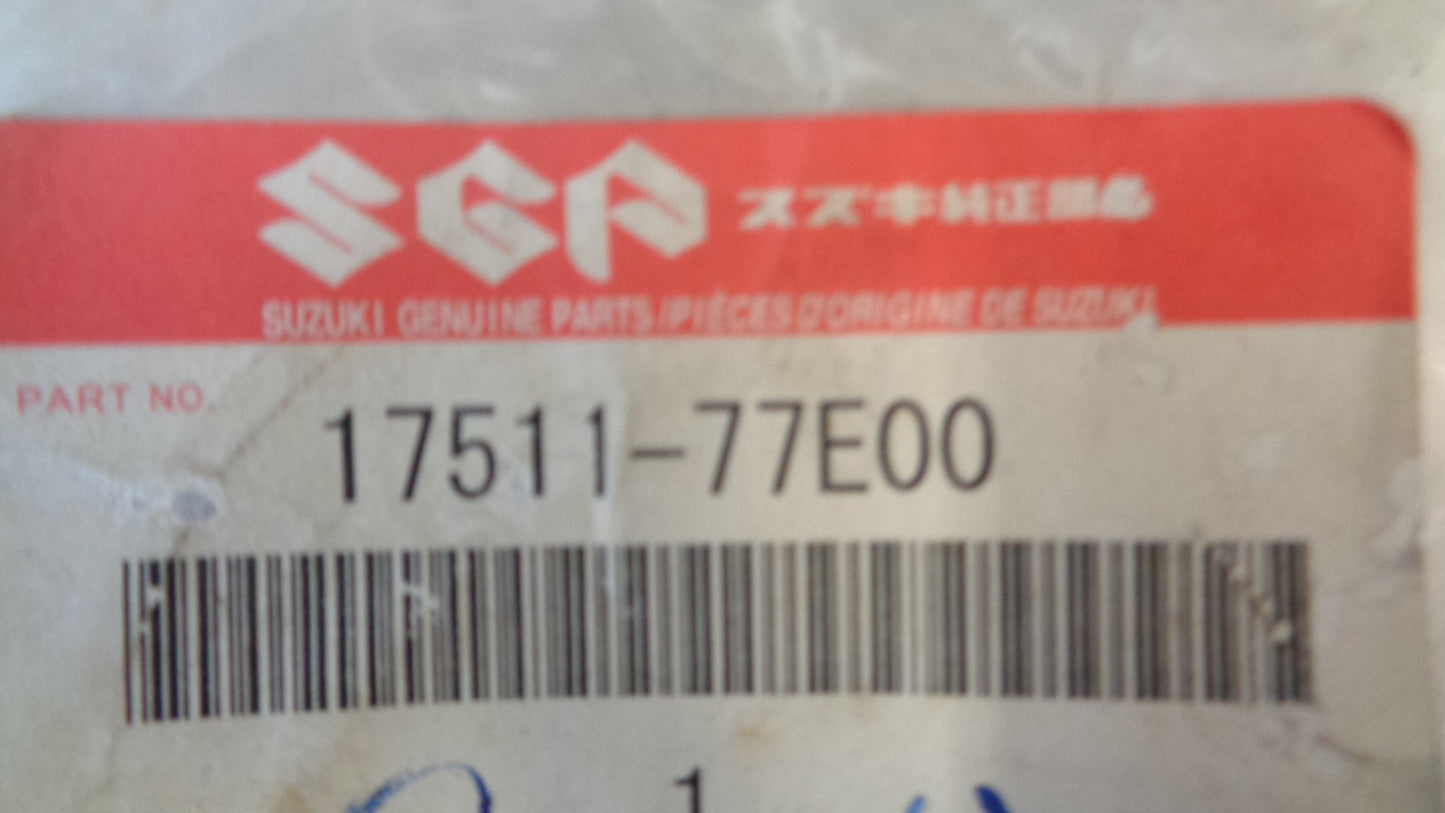 SGP スズキ純正部品
SUZUKI GENUINE PARTS/PIÈCES D'ORIGINE DE SUZUKI
PART NO. 17511-77E00
1